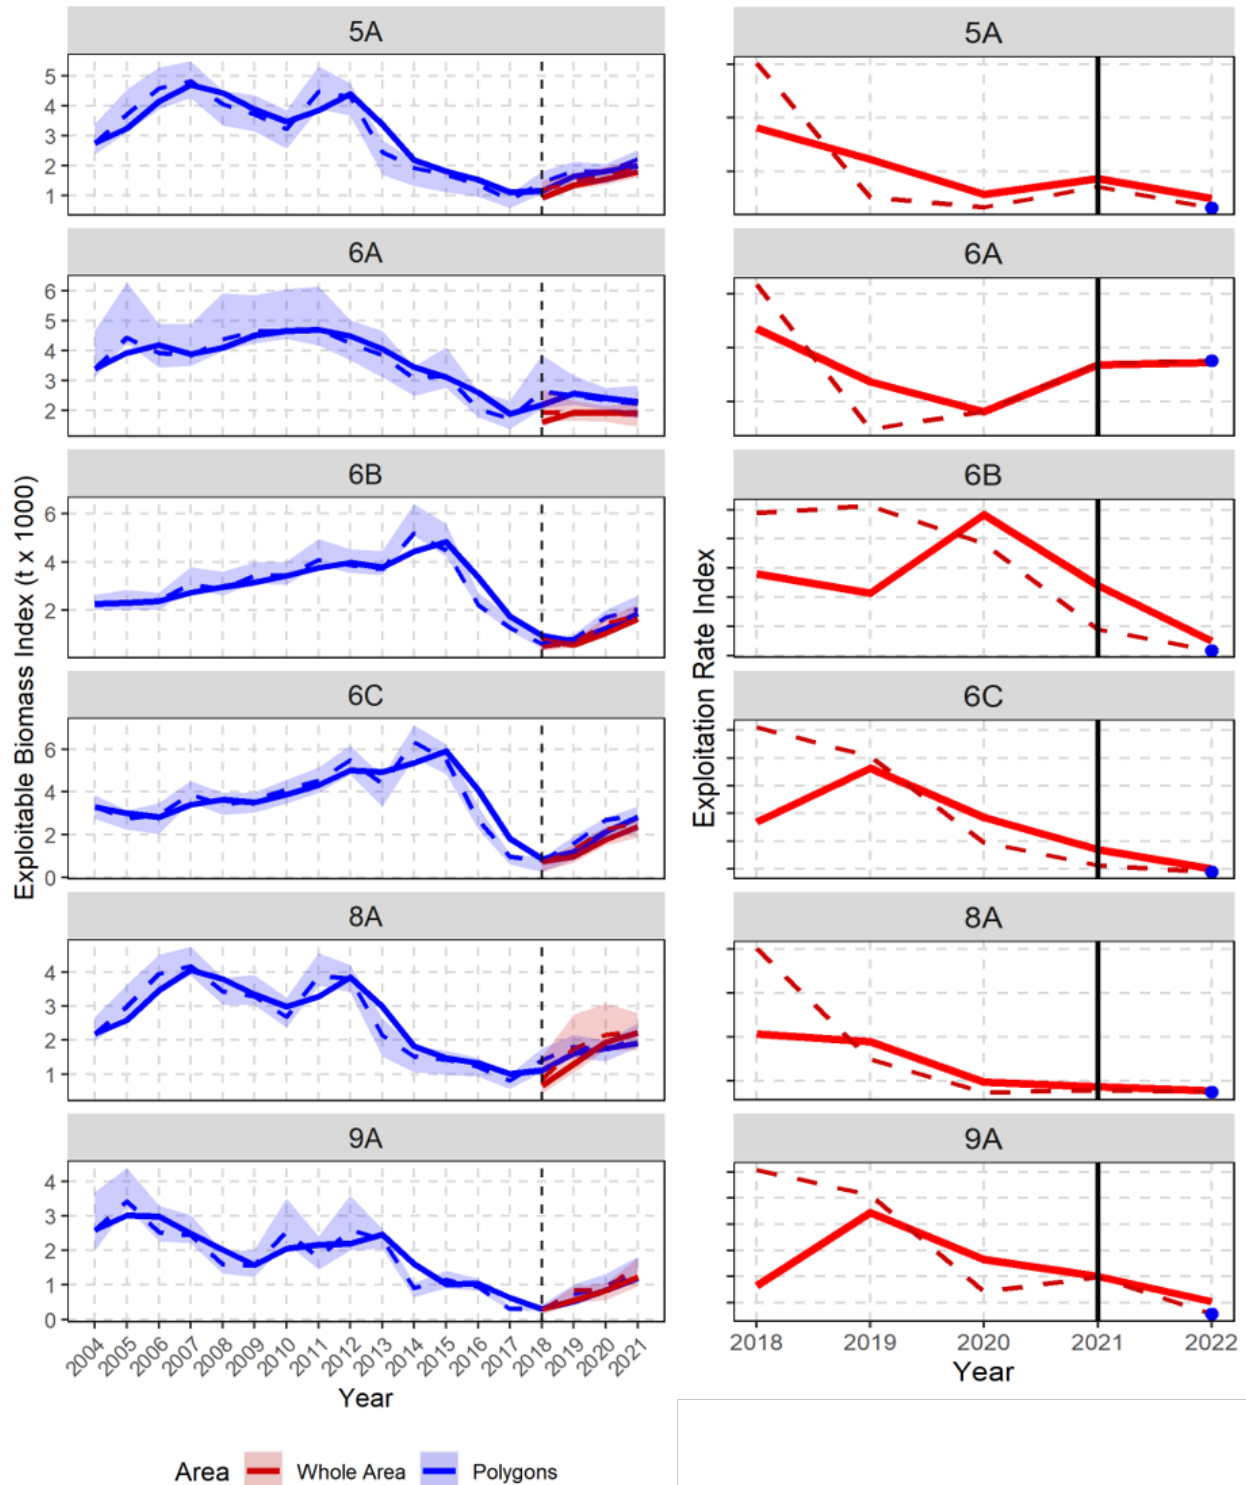 5A
5
4
3
2
1
6A
6
5
4
3
2
6B
6
4
2
6C
6
4
2
0
8A
4
3
2
1
9A
4
3
2
1
0
Exploitable Biomass Index (t x 1000)
2004 2005 2006 2007 2008 2009 2010 2011 2012 2013 2014 2015 2016 2017 2018 2019 2020 2021
Year
5A
6A
6B
6C
8A
9A
Exploitation Rate Index
2018 2019 2020 2021 2022
Year
Area Whole Area Polygons